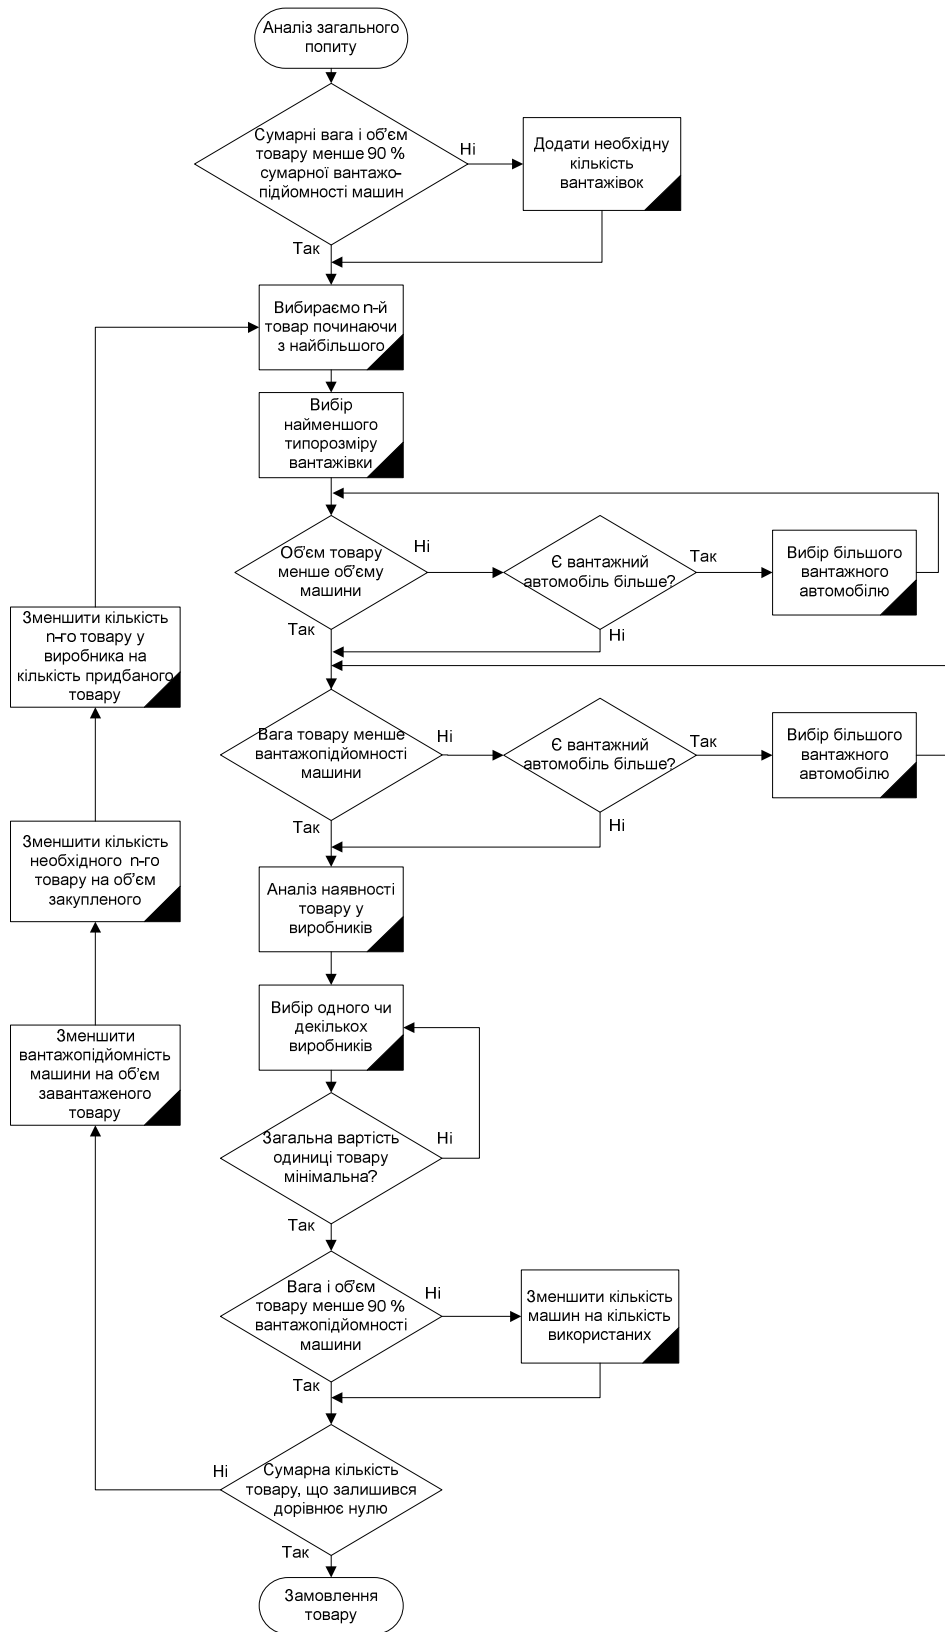 Аналіз загального
попиту
Сумарні вага і об'єм
товару менше 90 %
сумарної вантажо-
підйомності машин
Ні
Додати необхідну
кількість
вантажівок
Так
Вибираємо n-й
товар починаючи
з найбільшого
Вибір
найменшого
типорозміру
вантажівки
Об'єм товару
менше об'єму
машини
Ні
Є вантажний
автомобіль більше?
Так
Вибір більшого
вантажного
автомобілю
Так
Ні
Зменшити кількість
n-го товару у
виробника на
кількість придбаного
товару
Вага товару менше
вантажопідйомності
машини
Ні
Є вантажний
автомобіль більше?
Так
Вибір більшого
вантажного
автомобілю
Так
Ні
Зменшити кількість
необхідного n-го
товару на об'єм
закупленого
Аналіз наявності
товару у
виробників
Вибір одного чи
декількох
виробників
Зменшити
вантажопідйомність
машини на об'єм
завантаженого
товару
Загальна вартість
одиниці товару
мінімальна?
Ні
Так
Вага і об'єм
товару менше 90 %
вантажопідйомності
машини
Ні
Зменшити кількість
машин на кількість
використаних
Так
Сумарна кількість
товару, що залишився
дорівнює нулю
Ні
Так
Замовлення
товару